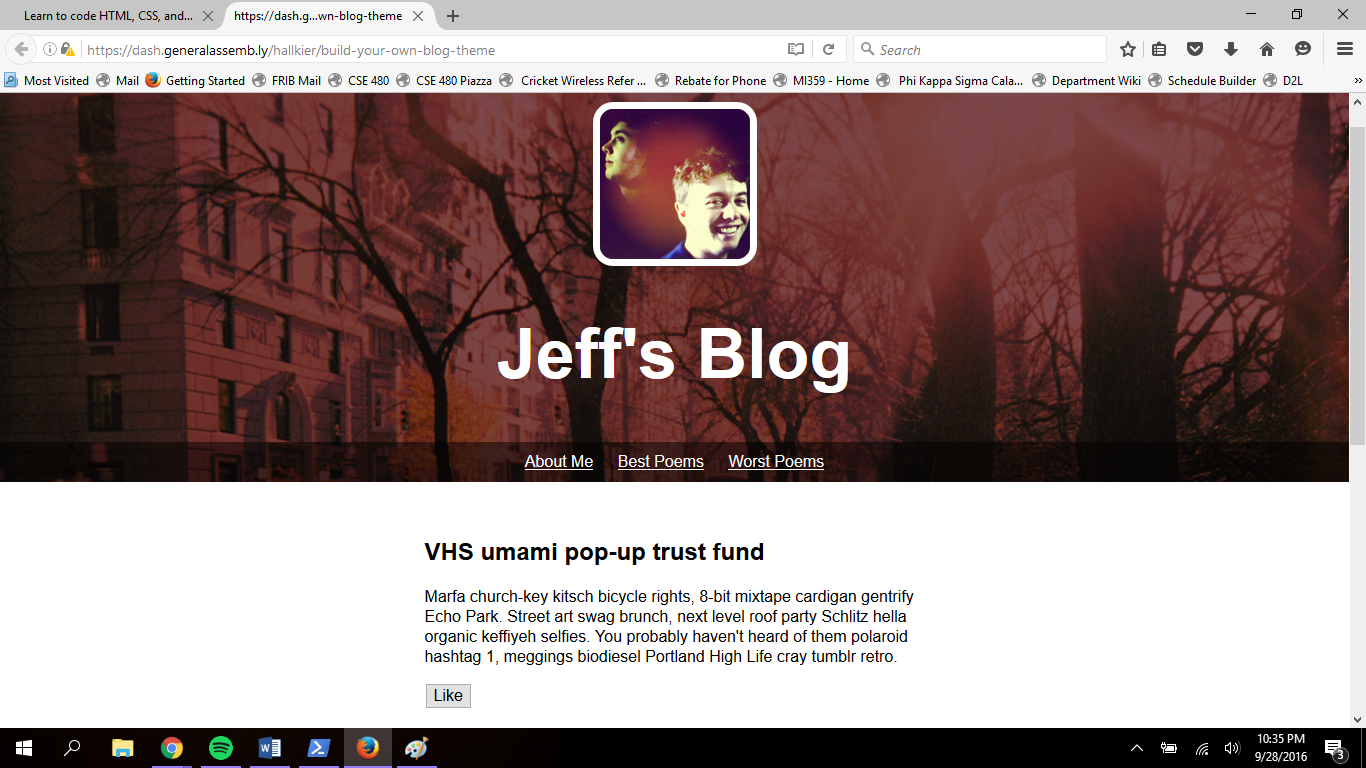 Learn to code HTML, CSS, and...
https://dash.g...wn-blog-theme
https://dash.generalassemb.ly/hallkier/build-your-own-blog-theme
Search
Most Visited Mail Getting Started FRIB Mail CSE 480 CSE 480 Piazza Cricket Wireless Refer ... Rebate for Phone MI359 - Home Phi Kappa Sigma Cala... Department Wiki Schedule Builder D2L
Jeff's Blog
About Me Best Poems Worst Poems
VHS umami pop-up trust fund
Marfa church-key kitsch bicycle rights, 8-bit mixtape cardigan gentrify
Echo Park. Street art swag brunch, next level roof party Schlitz hella
organic keffiyeh selfies. You probably haven't heard of them polaroid
hashtag 1, meggings biodiesel Portland High Life cray tumblr retro.
Like
10:35 PM
9/28/2016
3